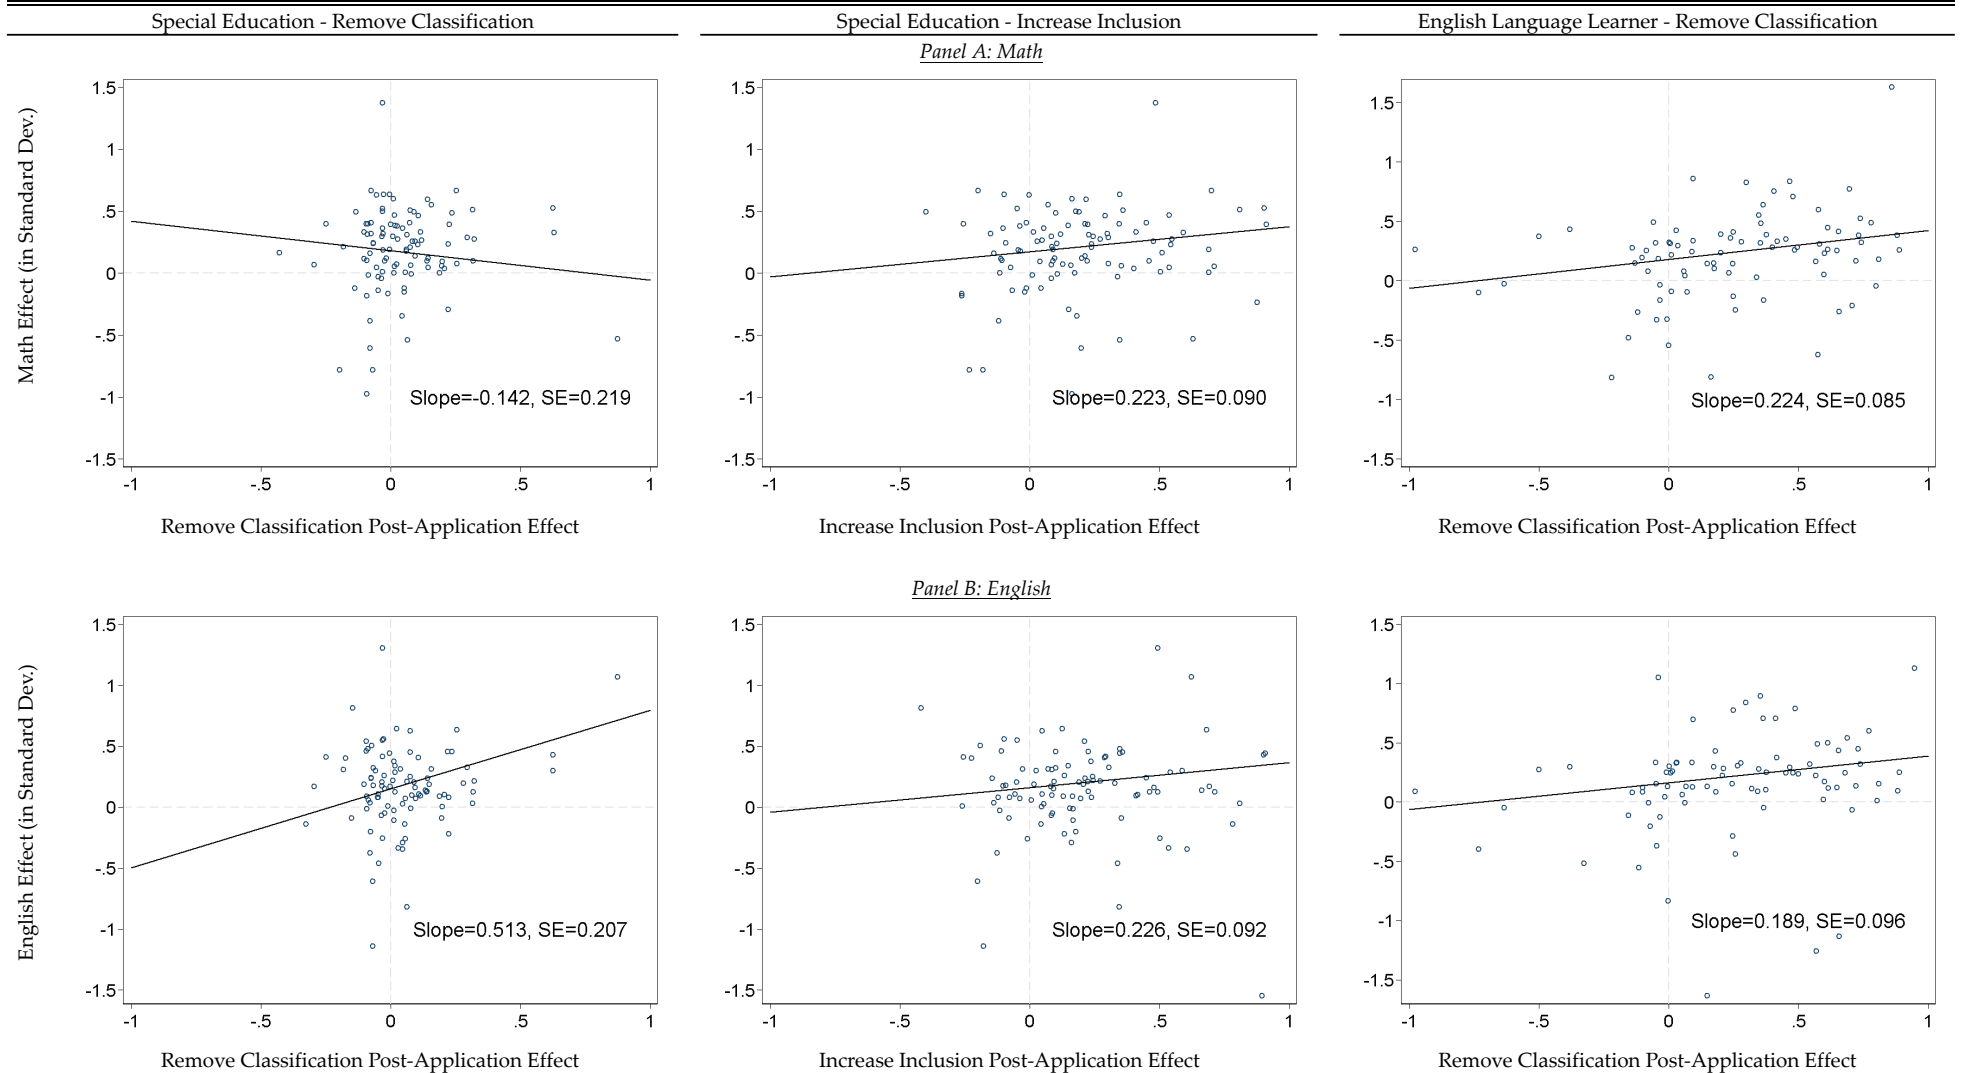 Special Education - Remove Classification
Special Education - Increase Inclusion
English Language Learner - Remove Classification
Panel A: Math
Math Effect (in Standard Dev.)
1.5
1
.5
0
-.5
-1
-1.5
Slope=-0.142, SE=0.219
-1 -.5 0 .5 1
Remove Classification Post-Application Effect
1.5
1
.5
0
-.5
-1
-1.5
Slope=0.223, SE=0.090
-1 -.5 0 .5 1
Increase Inclusion Post-Application Effect
1.5
1
.5
0
-.5
-1
-1.5
Slope=0.224, SE=0.085
-1 -.5 0 .5 1
Remove Classification Post-Application Effect
Panel B: English
English Effect (in Standard Dev.)
1.5
1
.5
0
-.5
-1
-1.5
Slope=0.513, SE=0.207
-1 -.5 0 .5 1
Remove Classification Post-Application Effect
1.5
1
.5
0
-.5
-1
-1.5
Slope=0.226, SE=0.092
-1 -.5 0 .5 1
Increase Inclusion Post-Application Effect
1.5
1
.5
0
-.5
-1
-1.5
Slope=0.189, SE=0.096
-1 -.5 0 .5 1
Remove Classification Post-Application Effect